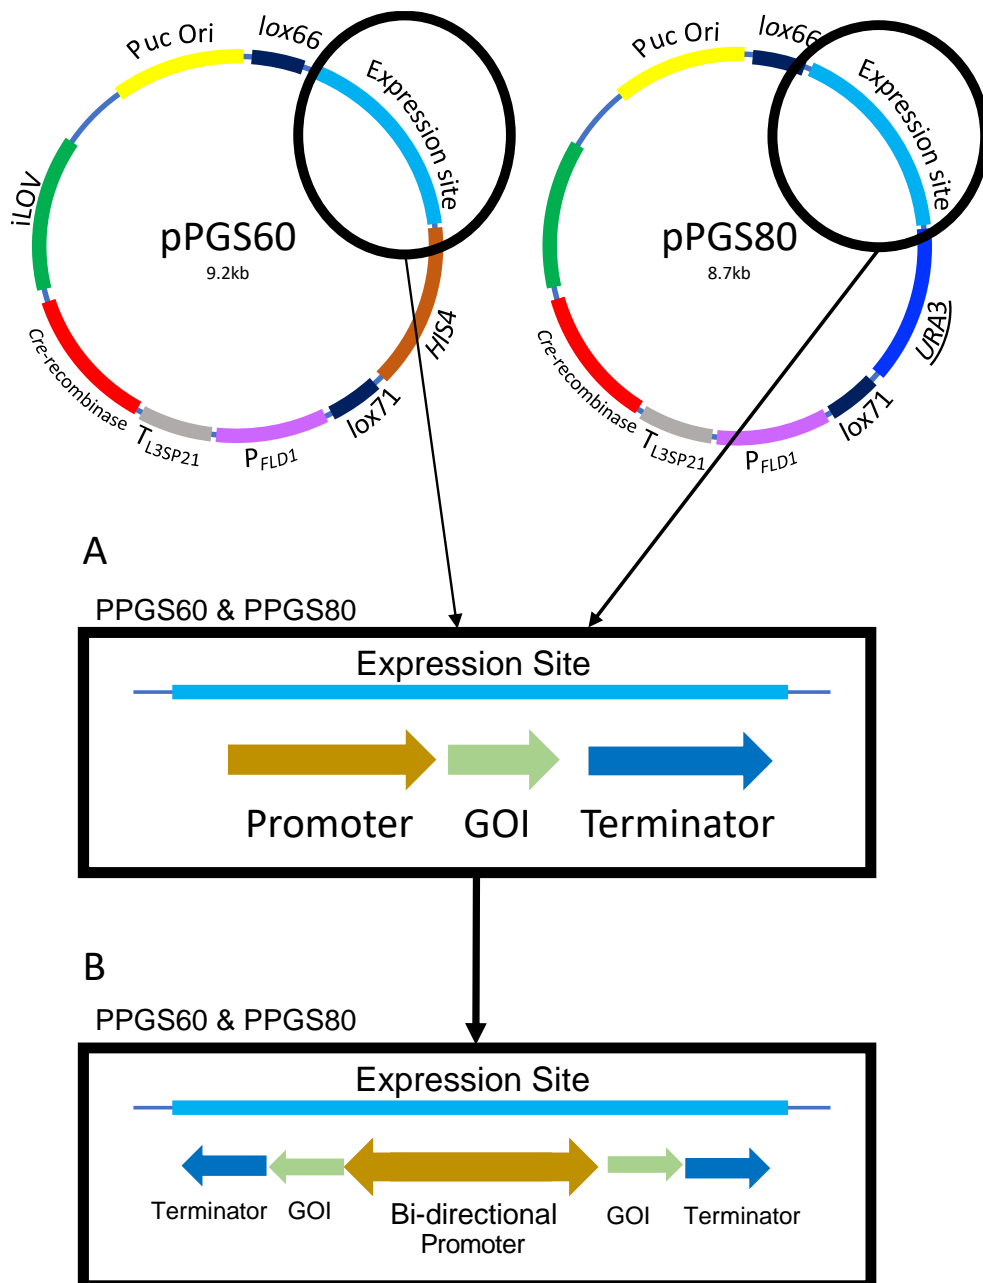 Puc Ori
lox66
Expression site
iLOV
pPGS60
9.2kb
HIS4
Cre-recombinase
TL3SP21
PFLD1
lox71
Puc Ori
lox66
Expression site
pPGS80
8.7kb
URA3
Cre-recombinase
TL3SP21
PFLD1
lox71
A
PPGS60 & PPGS80
Expression Site
Promoter GOI Terminator
B
PPGS60 & PPGS80
Expression Site
Terminator GOI Bi-directional GOI Terminator
Promoter